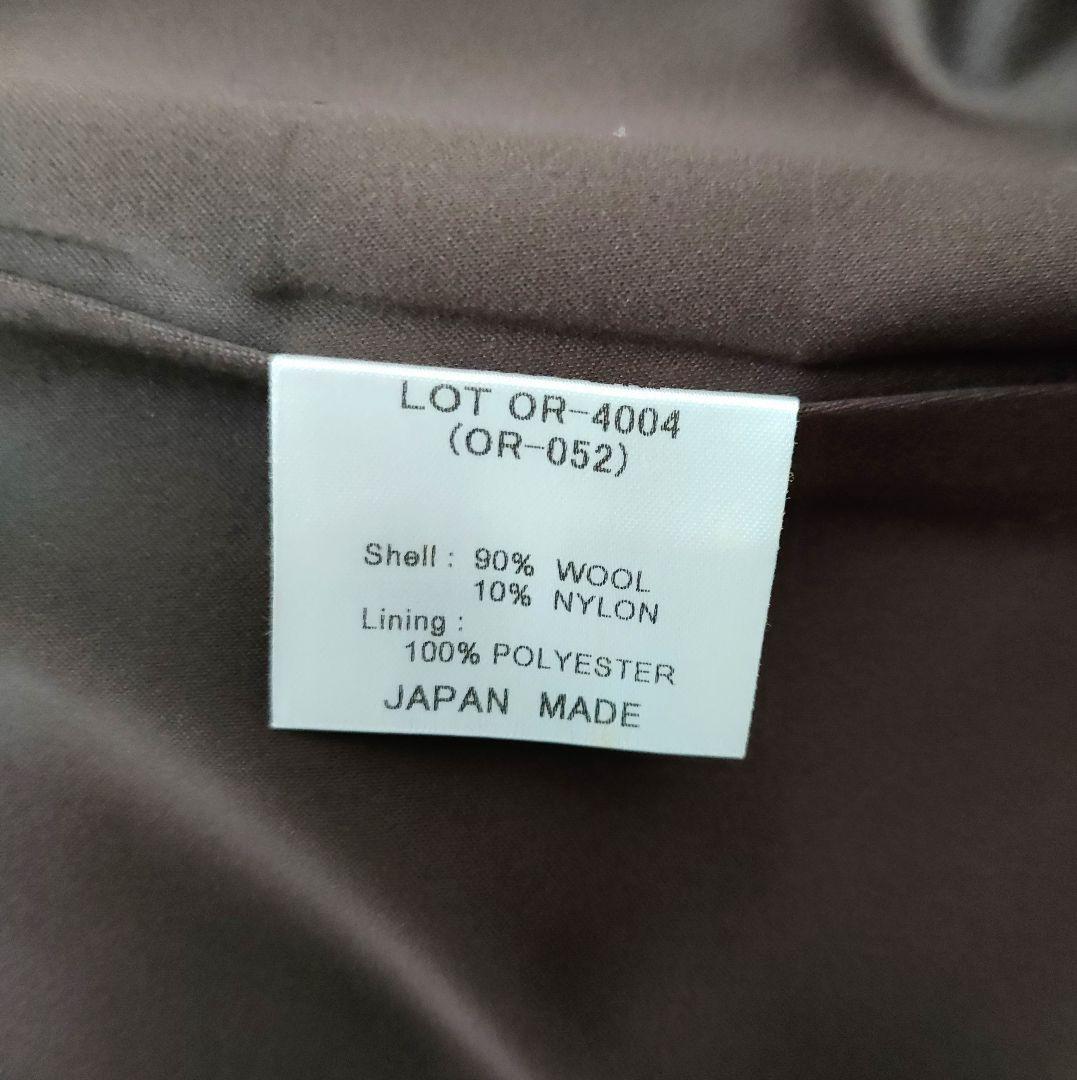 LOT OR-4004
(OR-052)
Shell : 90% WOOL
10% NYLON
Lining :
100% POLYESTER
JAPAN MADE